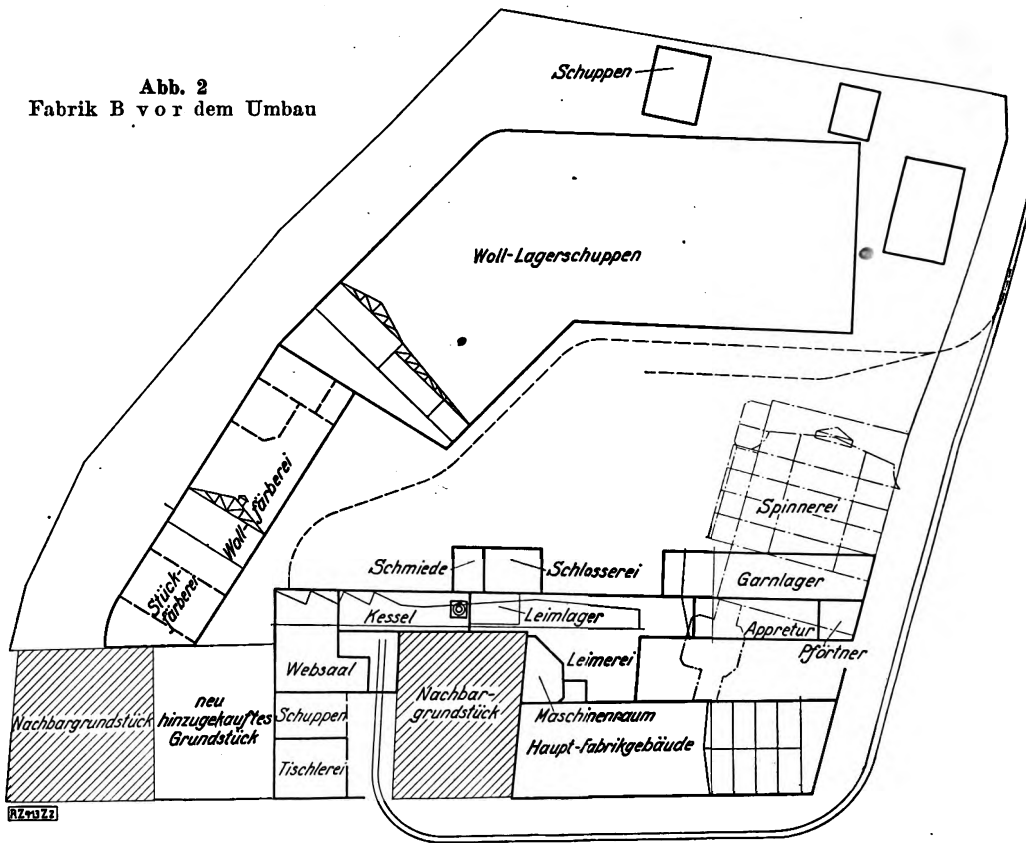 Abb. 2
Fabrik B vor dem Umbau
Schuppen
Woll-Lagerschuppen
Woll-
färberei
Stück-
färberei
Spinnerei
Schmiede
Schlosserei
Garnlager
Kessel
Leimlager
Appretur
Pförtner
Websaal
Leimerei
Nachbargrundstück
neu
hinzugekauftes
Grundstück
Schuppen
Tischlerei
Nachbar-
grundstück
Maschinenraum
Haupt-Fabrikgebäude